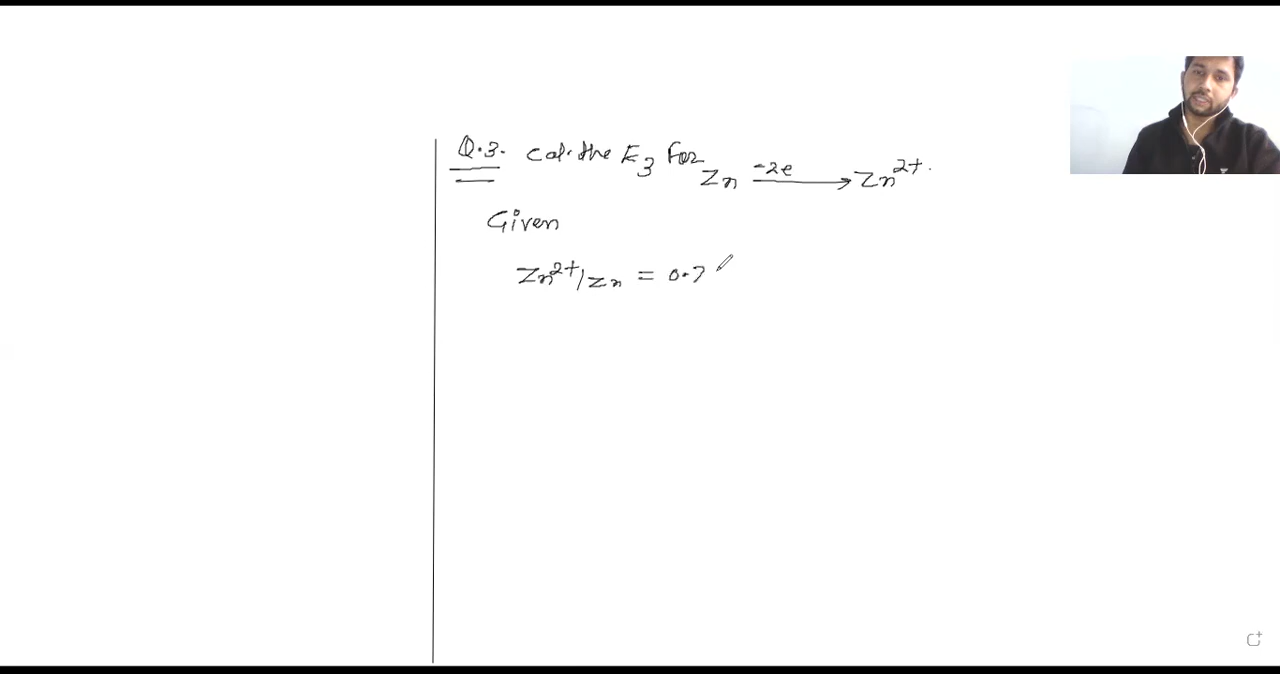 Q.3. Cal. the E3 For Zn -2e → Zn2+.
Given
Zn2+/Zn = 0.7